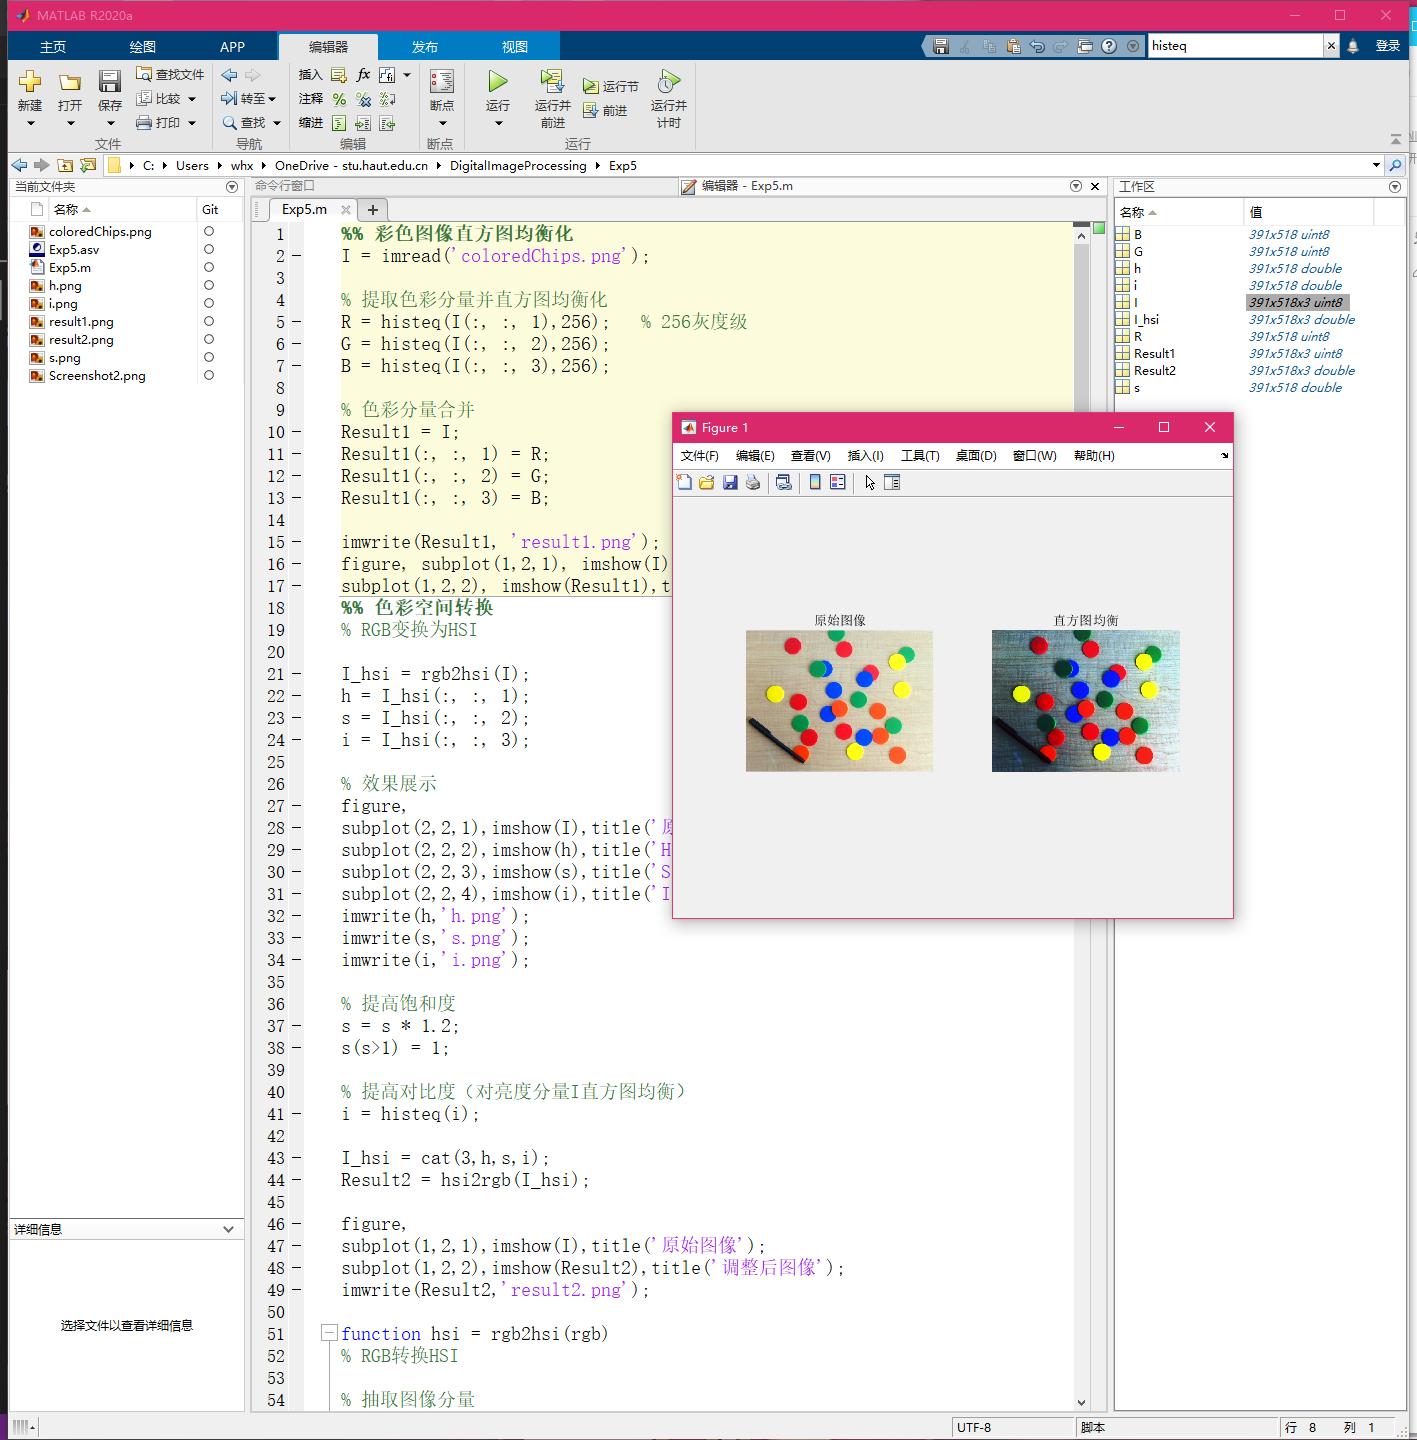 MATLAB R2020a
主页 绘图 APP 编辑器 发布 视图 histeq 登录
新建 打开 保存 查找文件 比较 打印 文件
转至 查找 导航
插入 fx 注释 缩进 编辑
断点 断点
运行 运行并前进 运行节 前进 运行并计时 运行
C: Users whx OneDrive - stu.haut.edu.cn DigitalImageProcessing Exp5
当前文件夹
名称 Git
coloredChips.png
Exp5.asv
Exp5.m
h.png
i.png
result1.png
result2.png
s.png
Screenshot2.png
详细信息
选择文件以查看详细信息
命令行窗口
编辑器 - Exp5.m
Exp5.m
1 %% 彩色图像直方图均衡化
2 I = imread('coloredChips.png');
3
4 % 提取色彩分量并直方图均衡化
5 R = histeq(I(:, :, 1),256); % 256灰度级
6 G = histeq(I(:, :, 2),256);
7 B = histeq(I(:, :, 3),256);
8
9 % 色彩分量合并
10 Result1 = I;
11 Result1(:, :, 1) = R;
12 Result1(:, :, 2) = G;
13 Result1(:, :, 3) = B;
14
15 imwrite(Result1, 'result1.png');
16 figure, subplot(1,2,1), imshow(I)
17 subplot(1,2,2), imshow(Result1),t
18 %% 色彩空间转换
19 % RGB变换为HSI
20
21 I_hsi = rgb2hsi(I);
22 h = I_hsi(:, :, 1);
23 s = I_hsi(:, :, 2);
24 i = I_hsi(:, :, 3);
25
26 % 效果展示
27 figure,
28 subplot(2,2,1),imshow(I),title('原
29 subplot(2,2,2),imshow(h),title('H
30 subplot(2,2,3),imshow(s),title('S
31 subplot(2,2,4),imshow(i),title('I
32 imwrite(h,'h.png');
33 imwrite(s,'s.png');
34 imwrite(i,'i.png');
35
36 % 提高饱和度
37 s = s * 1.2;
38 s(s>1) = 1;
39
40 % 提高对比度（对亮度分量I直方图均衡）
41 i = histeq(i);
42
43 I_hsi = cat(3,h,s,i);
44 Result2 = hsi2rgb(I_hsi);
45
46 figure,
47 subplot(1,2,1),imshow(I),title('原始图像');
48 subplot(1,2,2),imshow(Result2),title('调整后图像');
49 imwrite(Result2,'result2.png');
50
51 function hsi = rgb2hsi(rgb)
52 % RGB转换HSI
53
54 % 抽取图像分量
Figure 1
文件(F) 编辑(E) 查看(V) 插入(I) 工具(T) 桌面(D) 窗口(W) 帮助(H)
原始图像 直方图均衡
工作区
名称 值
B 391x518 uint8
G 391x518 uint8
h 391x518 double
i 391x518 double
I 391x518x3 uint8
I_hsi 391x518x3 double
R 391x518 uint8
Result1 391x518x3 uint8
Result2 391x518x3 double
s 391x518 double
UTF-8 脚本 行 8 列 1